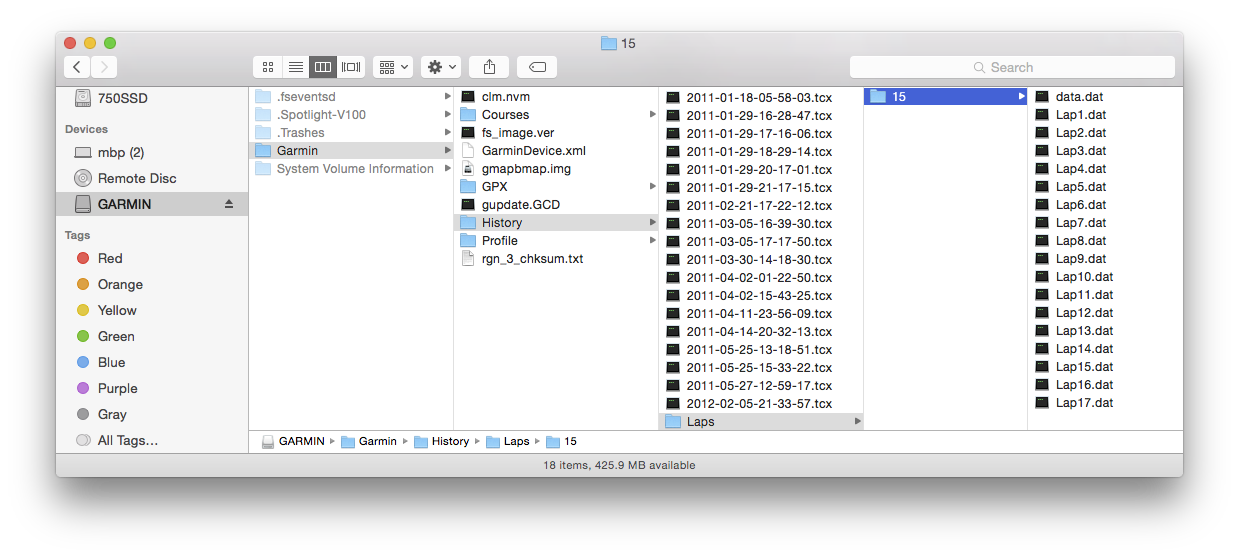 15
Search
750SSD
Devices
mbp (2)
Remote Disc
GARMIN
Tags
Red
Orange
Yellow
Green
Blue
Purple
Gray
All Tags...
.fseventsd
.Spotlight-V100
.Trashes
Garmin
System Volume Information
clm.nvm
Courses
fs_image.ver
GarminDevice.xml
gmapbmap.img
GPX
gupdate.GCD
History
Profile
rgn_3_chksum.txt
2011-01-18-05-58-03.tcx
2011-01-29-16-28-47.tcx
2011-01-29-17-16-06.tcx
2011-01-29-18-29-14.tcx
2011-01-29-20-17-01.tcx
2011-01-29-21-17-15.tcx
2011-02-21-17-22-12.tcx
2011-03-05-16-39-30.tcx
2011-03-05-17-17-50.tcx
2011-03-30-14-18-30.tcx
2011-04-02-01-22-50.tcx
2011-04-02-15-43-25.tcx
2011-04-11-23-56-09.tcx
2011-04-14-20-32-13.tcx
2011-05-25-13-18-51.tcx
2011-05-25-15-33-22.tcx
2011-05-27-12-59-17.tcx
2012-02-05-21-33-57.tcx
Laps
15
data.dat
Lap1.dat
Lap2.dat
Lap3.dat
Lap4.dat
Lap5.dat
Lap6.dat
Lap7.dat
Lap8.dat
Lap9.dat
Lap10.dat
Lap11.dat
Lap12.dat
Lap13.dat
Lap14.dat
Lap15.dat
Lap16.dat
Lap17.dat
GARMIN Garmin History Laps 15
18 items, 425.9 MB available